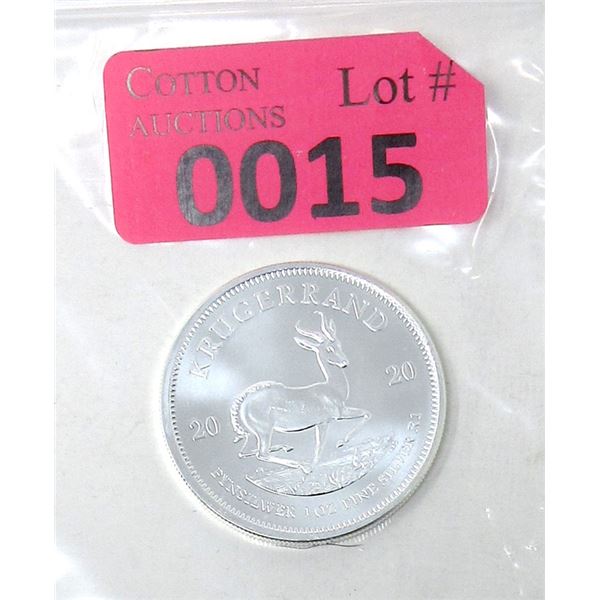 COTTON
AUCTIONS
Lot #
0015
KRUGERRAND
20 20
FYNSILWER 1 OZ FINE SILVER R1